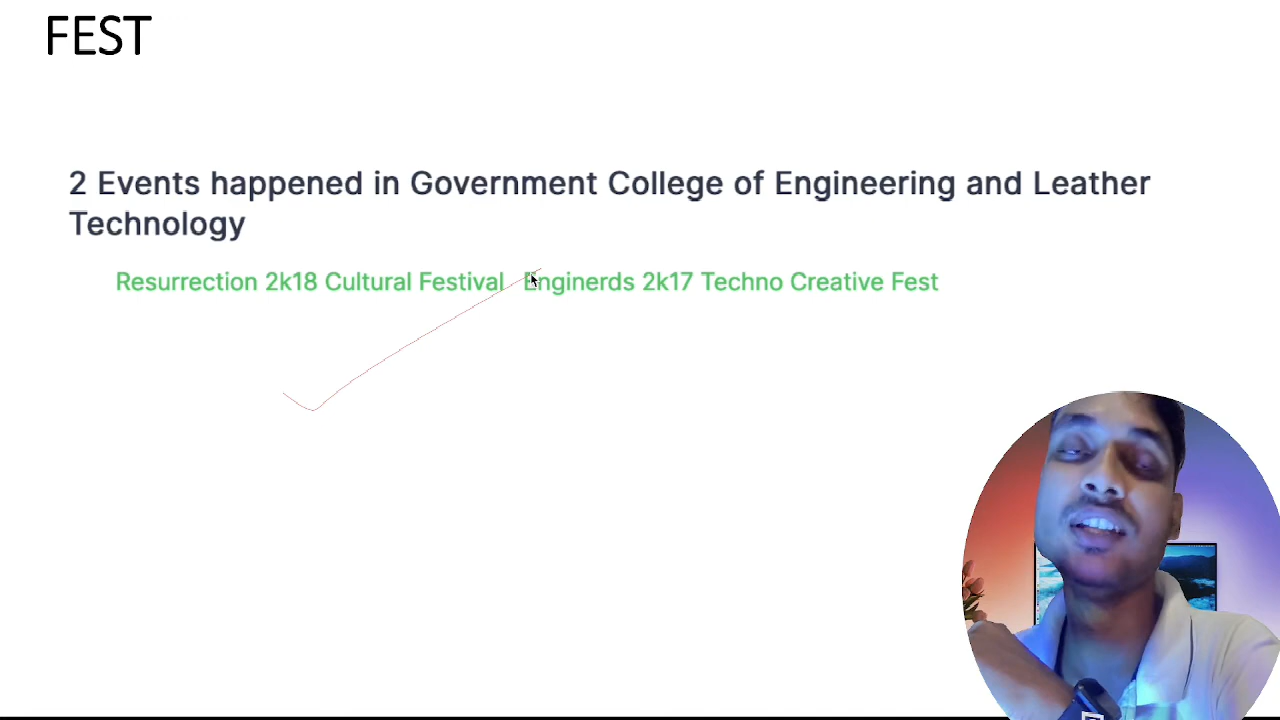 FEST
2 Events happened in Government College of Engineering and Leather
Technology
Resurrection 2k18 Cultural Festival Enginerds 2k17 Techno Creative Fest